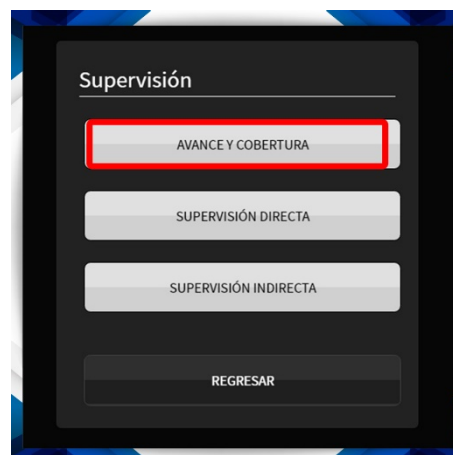 Supervisión
AVANCE Y COBERTURA
SUPERVISIÓN DIRECTA
SUPERVISIÓN INDIRECTA
REGRESAR